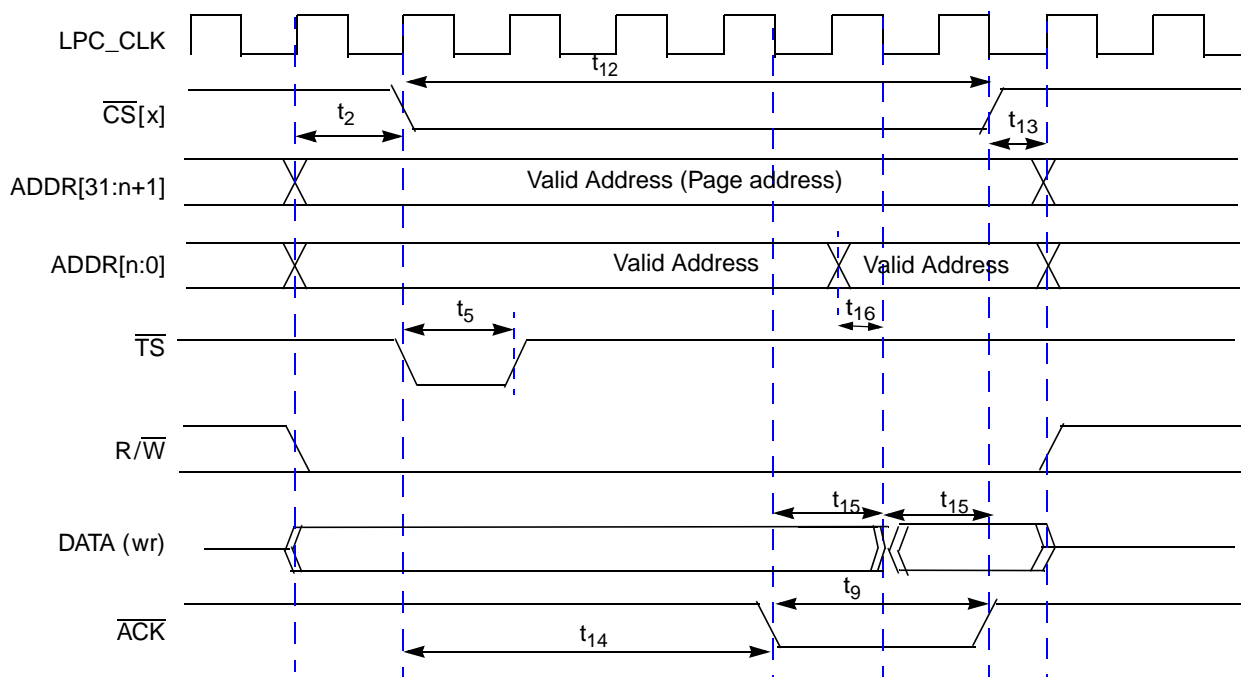 LPC_CLK
t12
CS[x]
t2
t13
ADDR[31:n+1]
Valid Address (Page address)
ADDR[n:0]
Valid Address
Valid Address
t5
t16
TS
R/W
t15
t15
DATA (wr)
t9
ACK
t14